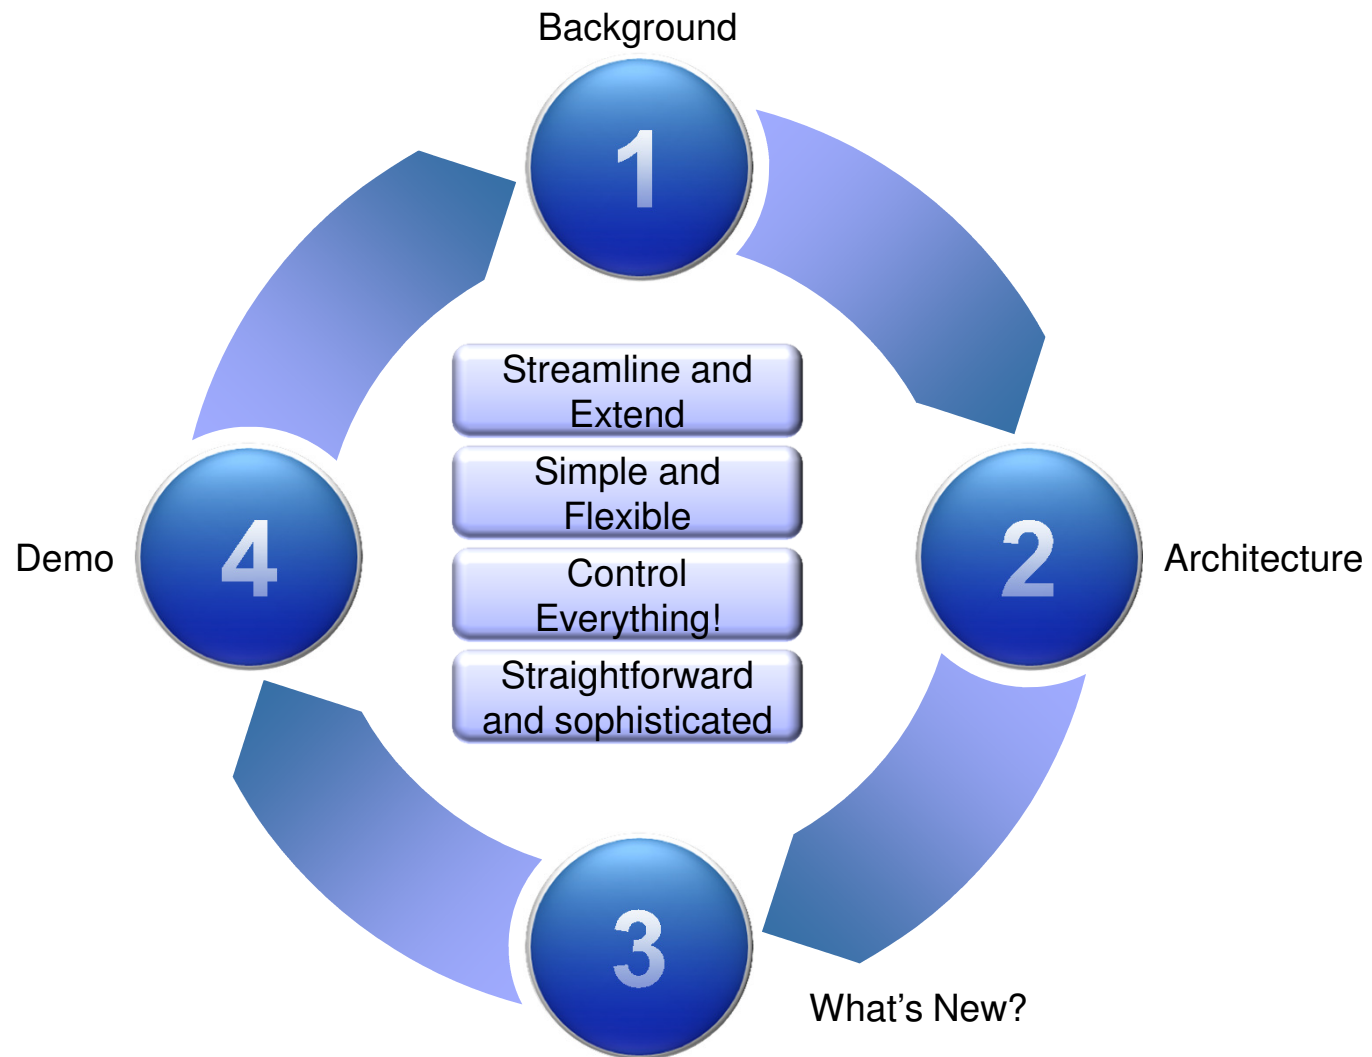 Background
1
Streamline and
Extend
Simple and
Flexible
4
2
Demo
Architecture
Control
Everything!
Straightforward
and sophisticated
3
What's New?